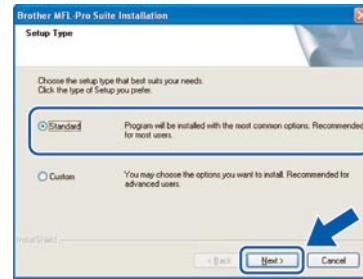 Brother MFL-Pro Suite Installation
Setup Type
Choose the setup type that best suits your needs.
Click the type of Setup you prefer.
Standard
Program will be installed with the most common options. Recommended
for most users.
Custom
You may choose the options you want to install. Recommended for
advanced users.
InstallShield
< Back
Next >
Cancel